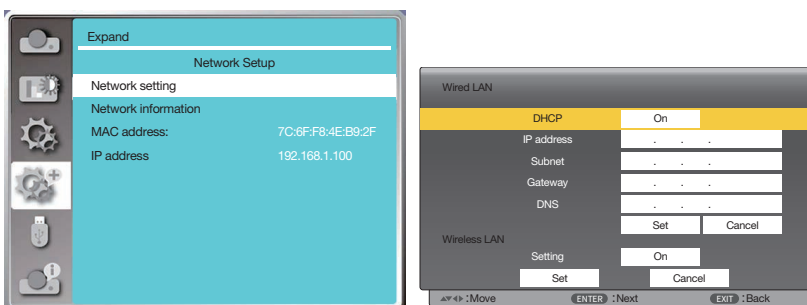 Expand
Network Setup
Network setting
Network information
MAC address: 7C:6F:F8:4E:B9:2F
IP address 192.168.1.100
Wired LAN
DHCP On
IP address . . .
Subnet . . .
Gateway . . .
DNS . . .
Set Cancel
Wireless LAN
Setting On
Set Cancel
:Move ENTER :Next EXIT :Back